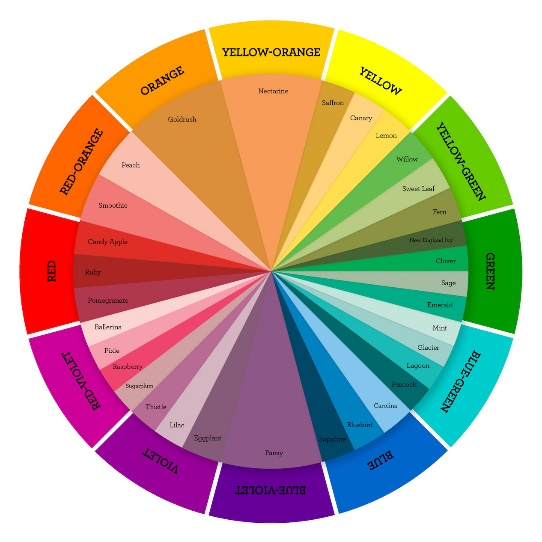 YELLOW-ORANGE
YELLOW
YELLOW-GREEN
GREEN
BLUE-GREEN
BLUE
BLUE-VIOLET
VIOLET
RED-VIOLET
RED
RED-ORANGE
ORANGE
Nectarine
Saffron
Canary
Lemon
Willow
Sweet Leaf
Fern
New England Ivy
Clover
Sage
Emerald
Mint
Glacier
Lagoon
Peacock
Carolina
Bluebird
Sapphire
Pansy
Eggplant
Lilac
Thistle
Sugarplum
Raspberry
Pixie
Ballerina
Pomegranate
Ruby
Candy Apple
Smoothie
Peach
Goldrush